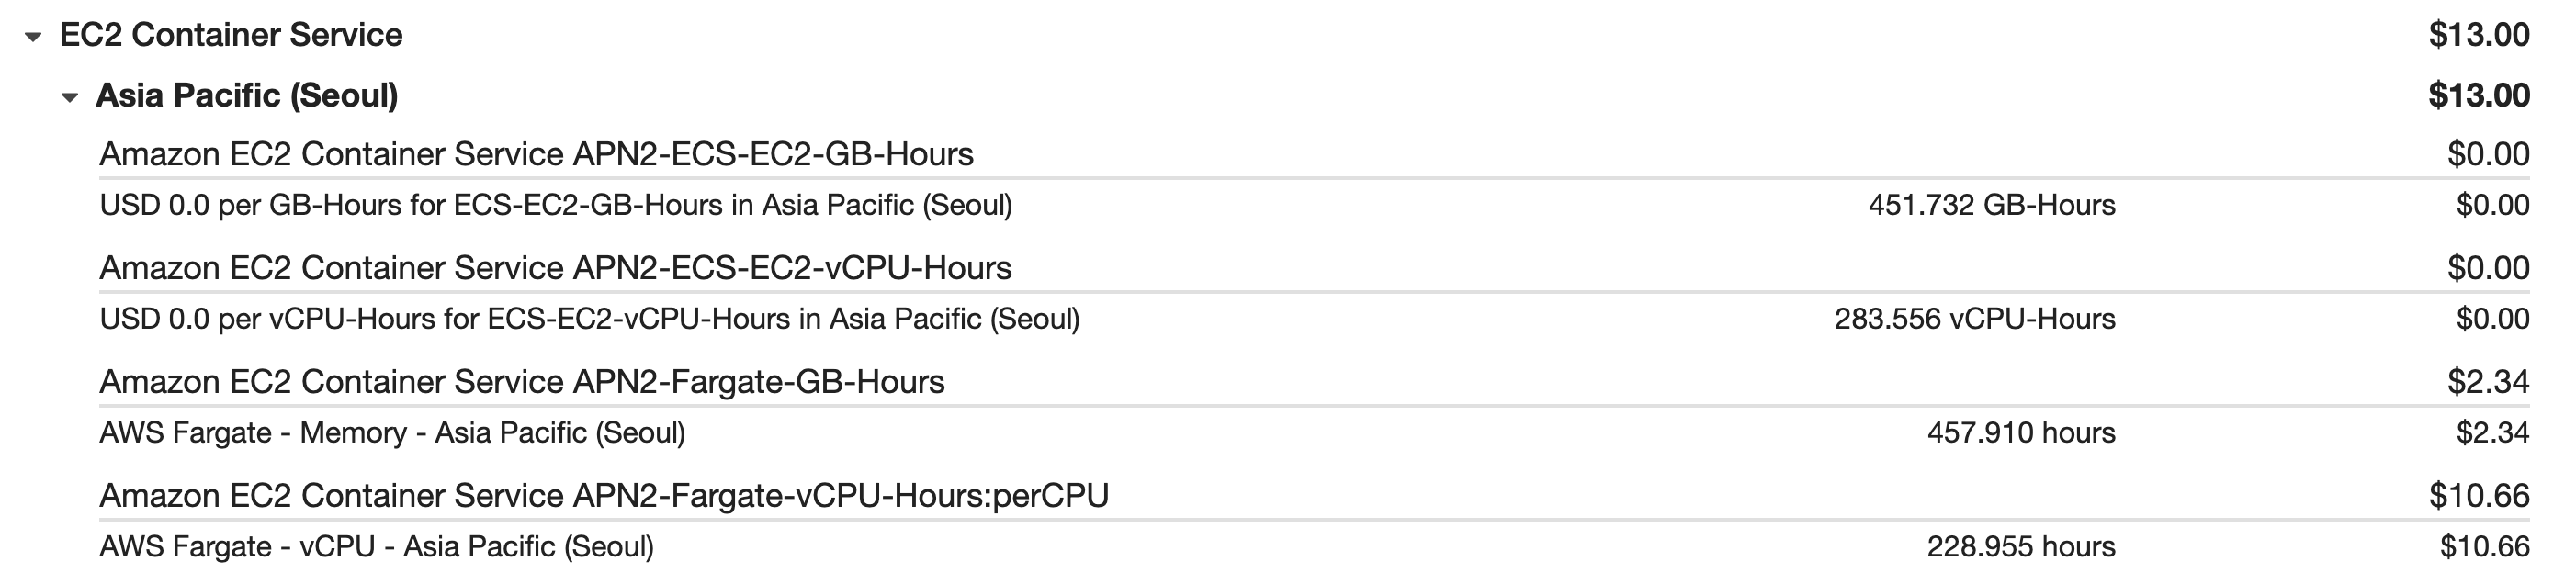 EC2 Container Service $13.00
Asia Pacific (Seoul) $13.00
Amazon EC2 Container Service APN2-ECS-EC2-GB-Hours $0.00
USD 0.0 per GB-Hours for ECS-EC2-GB-Hours in Asia Pacific (Seoul) 451.732 GB-Hours $0.00
Amazon EC2 Container Service APN2-ECS-EC2-vCPU-Hours $0.00
USD 0.0 per vCPU-Hours for ECS-EC2-vCPU-Hours in Asia Pacific (Seoul) 283.556 vCPU-Hours $0.00
Amazon EC2 Container Service APN2-Fargate-GB-Hours $2.34
AWS Fargate - Memory - Asia Pacific (Seoul) 457.910 hours $2.34
Amazon EC2 Container Service APN2-Fargate-vCPU-Hours:perCPU $10.66
AWS Fargate - vCPU - Asia Pacific (Seoul) 228.955 hours $10.66